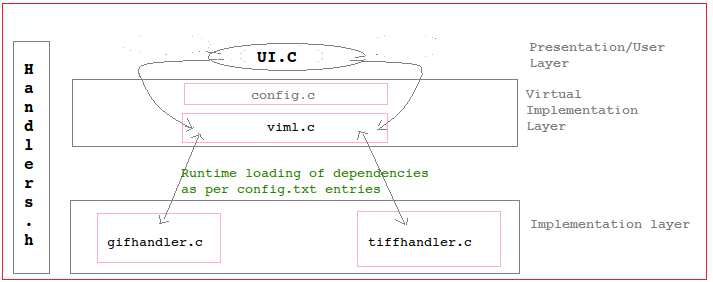 Handlers.h
UI.C
Presentation/User
Layer
config.c
viml.c
Virtual
Implementation
Layer
Runtime loading of dependencies
as per config.txt entries
gifhandler.c
tiffhandler.c
Implementation layer